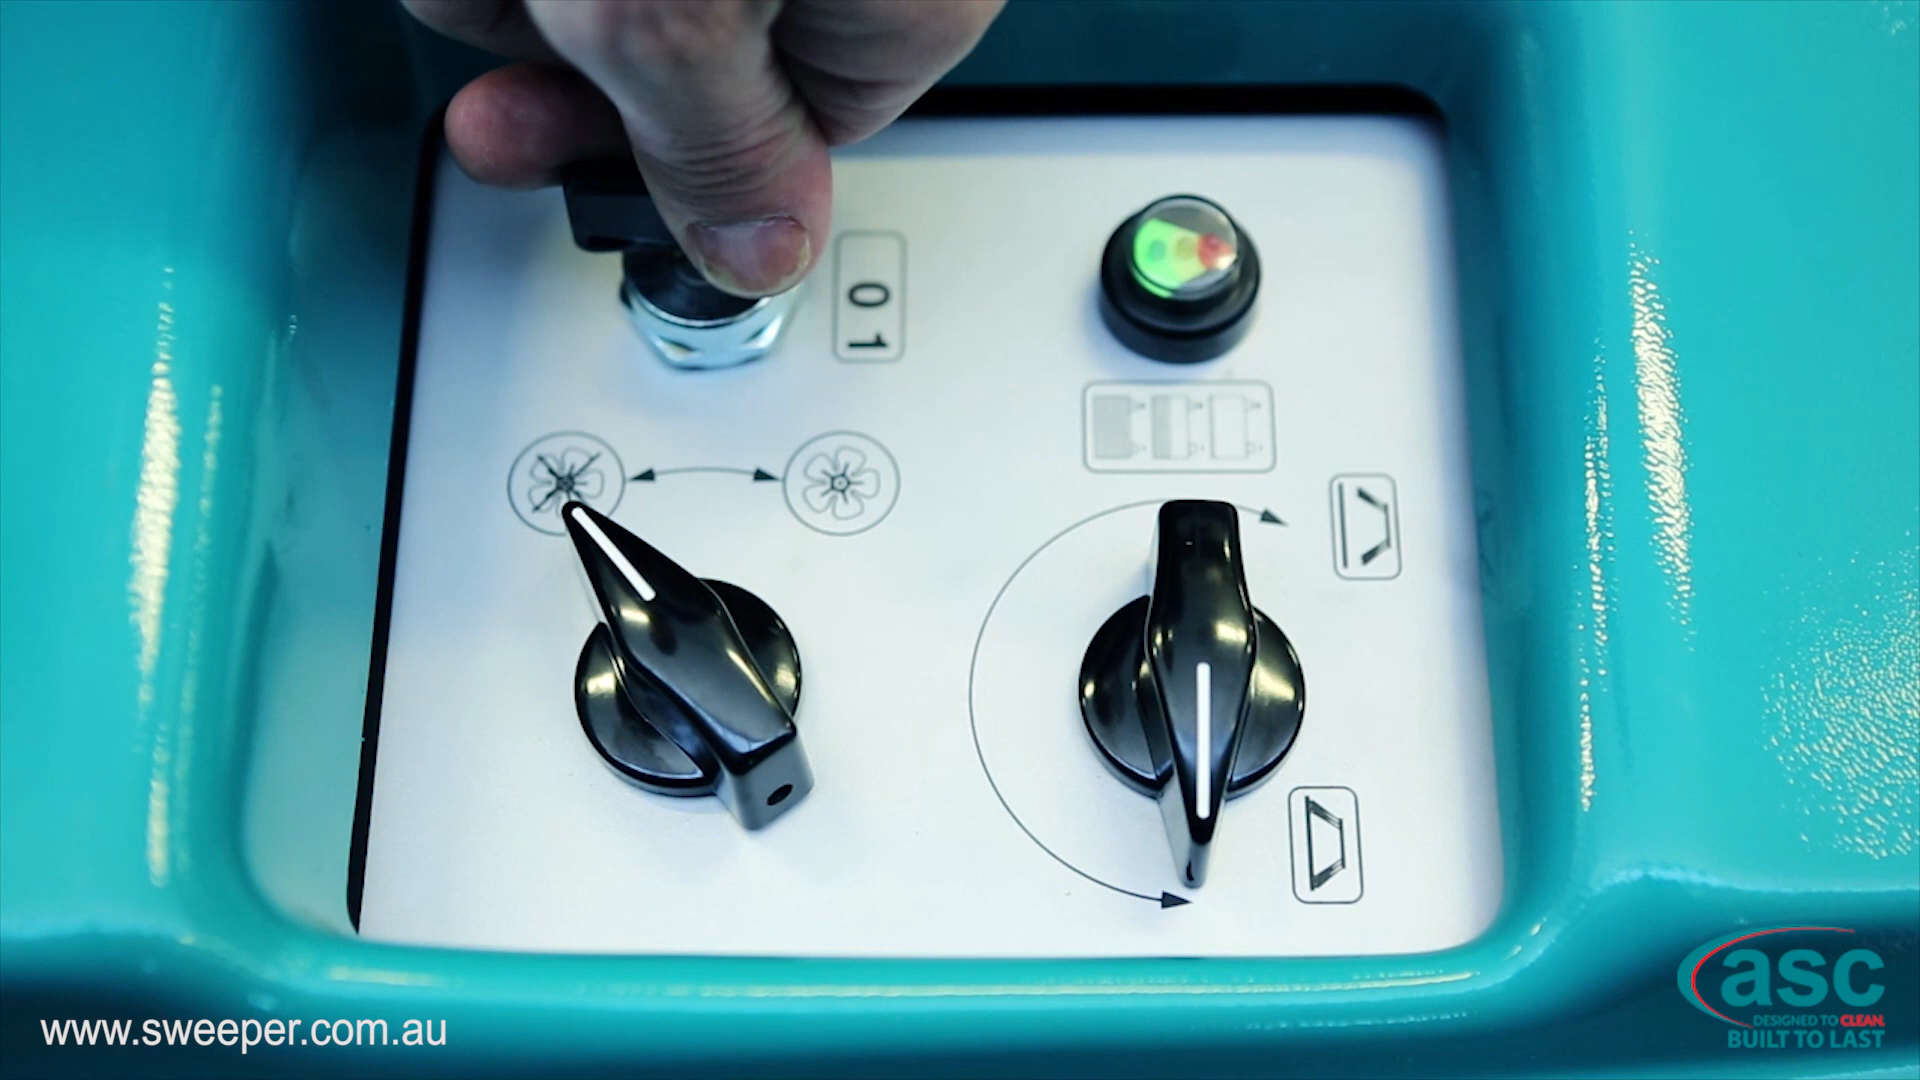 0 1
www.sweeper.com.au
asc
DESIGNED TO CLEAN.
BUILT TO LAST